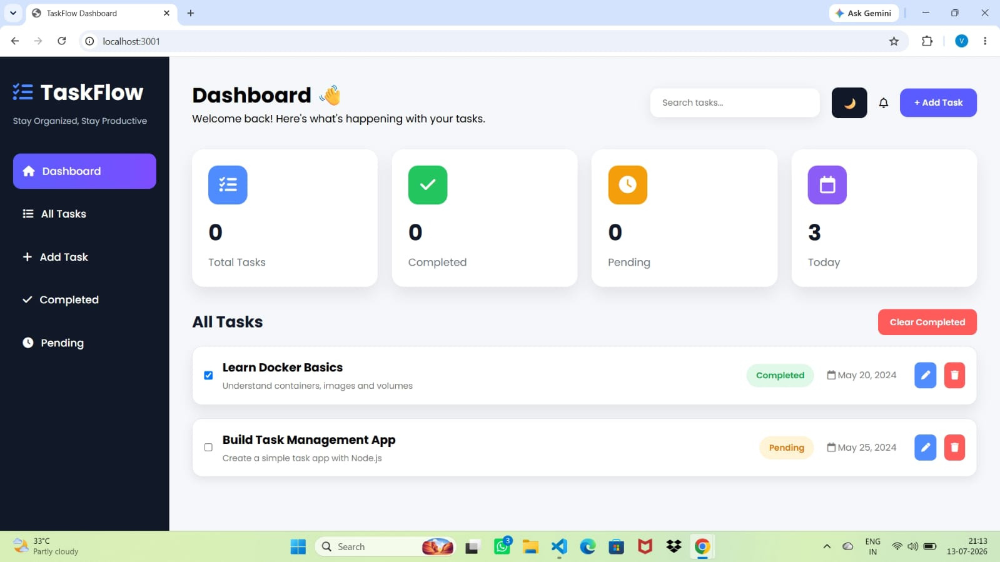 TaskFlow Dashboard
Ask Gemini
localhost:3001
V
TaskFlow
Stay Organized, Stay Productive
Dashboard
All Tasks
Add Task
Completed
Pending
Dashboard 👋
Welcome back! Here's what's happening with your tasks.
Search tasks...
+ Add Task
0
Total Tasks
0
Completed
0
Pending
3
Today
All Tasks
Clear Completed
Learn Docker Basics
Understand containers, images and volumes
Completed
May 20, 2024
Build Task Management App
Create a simple task app with Node.js
Pending
May 25, 2024
33°C
Partly cloudy
Search
3
ENG
IN
21:13
13-07-2026